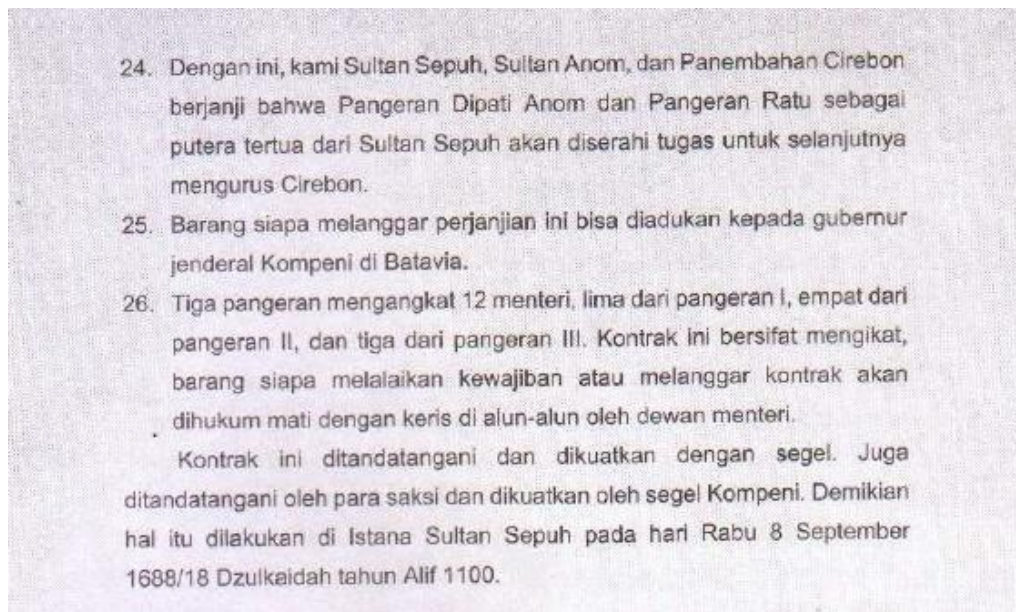 24. Dengan ini, kami Sultan Sepuh, Sultan Anom, dan Panembahan Cirebon
berjanji bahwa Pangeran Dipati Anom dan Pangeran Ratu sebagai
putera tertua dari Sultan Sepuh akan diserahi tugas untuk selanjutnya
mengurus Cirebon.
25. Barang siapa melanggar perjanjian ini bisa diadukan kepada gubernur
jenderal Kompeni di Batavia.
26. Tiga pangeran mengangkat 12 menteri, lima dari pangeran I, empat dari
pangeran II, dan tiga dari pangeran III. Kontrak ini bersifat mengikat,
barang siapa melalaikan kewajiban atau melanggar kontrak akan
dihukum mati dengan keris di alun-alun oleh dewan menteri.
Kontrak ini ditandatangani dan dikuatkan dengan segel. Juga
ditandatangani oleh para saksi dan dikuatkan oleh segel Kompeni. Demikian
hal itu dilakukan di Istana Sultan Sepuh pada hari Rabu 8 September
1688/18 Dzulkaidah tahun Alif 1100.